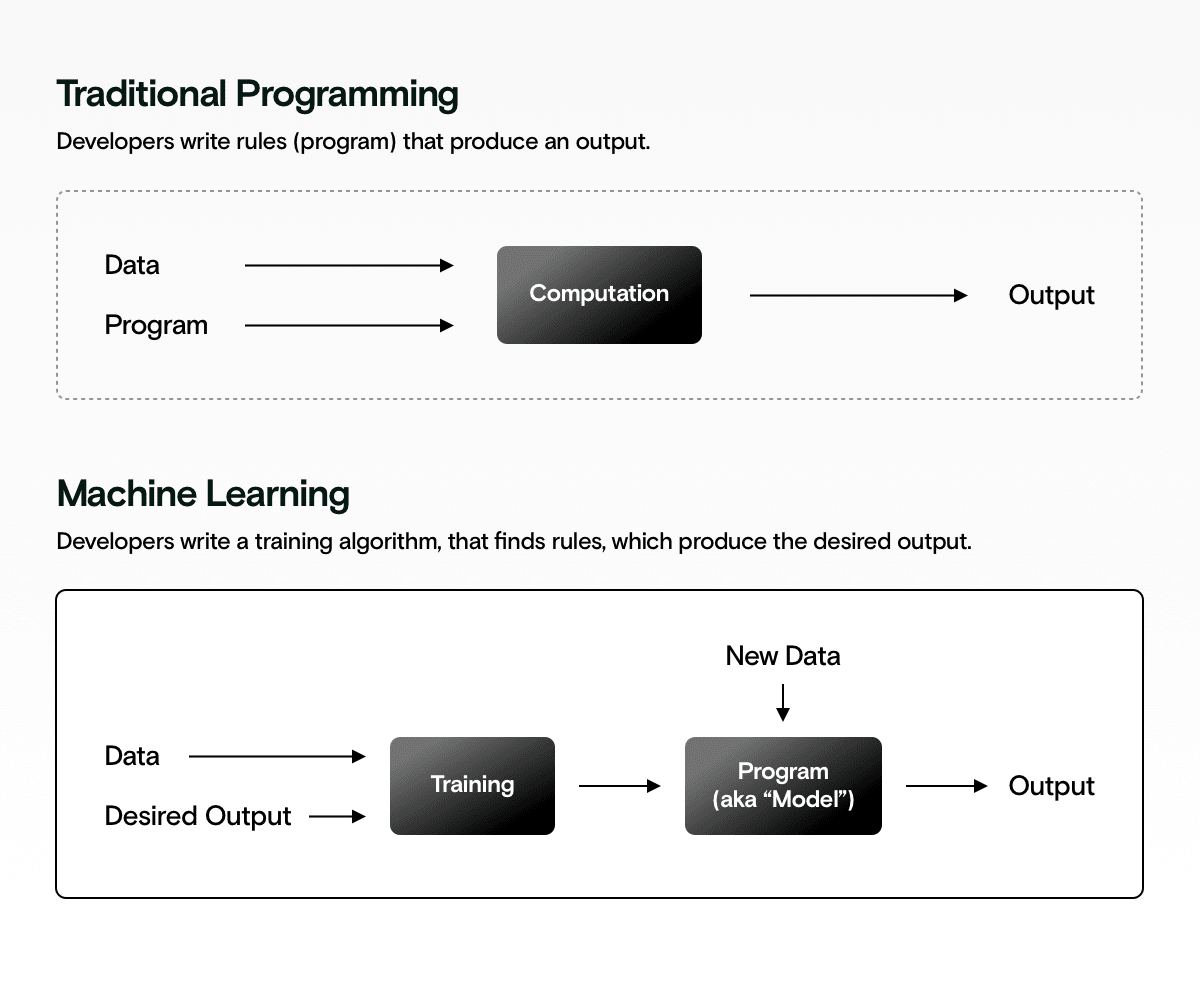 Traditional Programming
Developers write rules (program) that produce an output.
Data
Program
Computation
Output
Machine Learning
Developers write a training algorithm, that finds rules, which produce the desired output.
New Data
Data
Desired Output
Training
Program
(aka “Model”)
Output